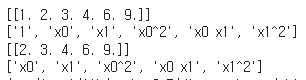 [[1. 2. 3. 4. 6. 9.]]
['1', 'x0', 'x1', 'x0^2', 'x0 x1', 'x1^2']
[[2. 3. 4. 6. 9.]]
['x0', 'x1', 'x0^2', 'x0 x1', 'x1^2']